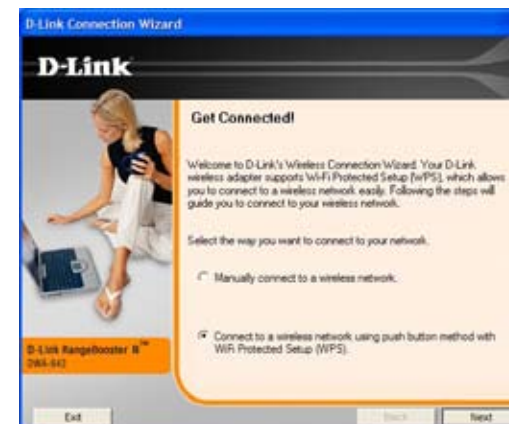 D-Link Connection Wizard
D-Link
Get Connected!
Welcome to D-Link's Wireless Connection Wizard. Your D-Link
wireless adapter supports Wi-Fi Protected Setup (WPS), which allows
you to connect to a wireless network easily. Following the steps will
guide you to connect to your wireless network.
Select the way you want to connect to your network.
Manually connect to a wireless network.
Connect to a wireless network using push button method with
WiFi Protected Setup (WPS).
D-Link RangeBooster N™
DWA-642
Exit
Back
Next